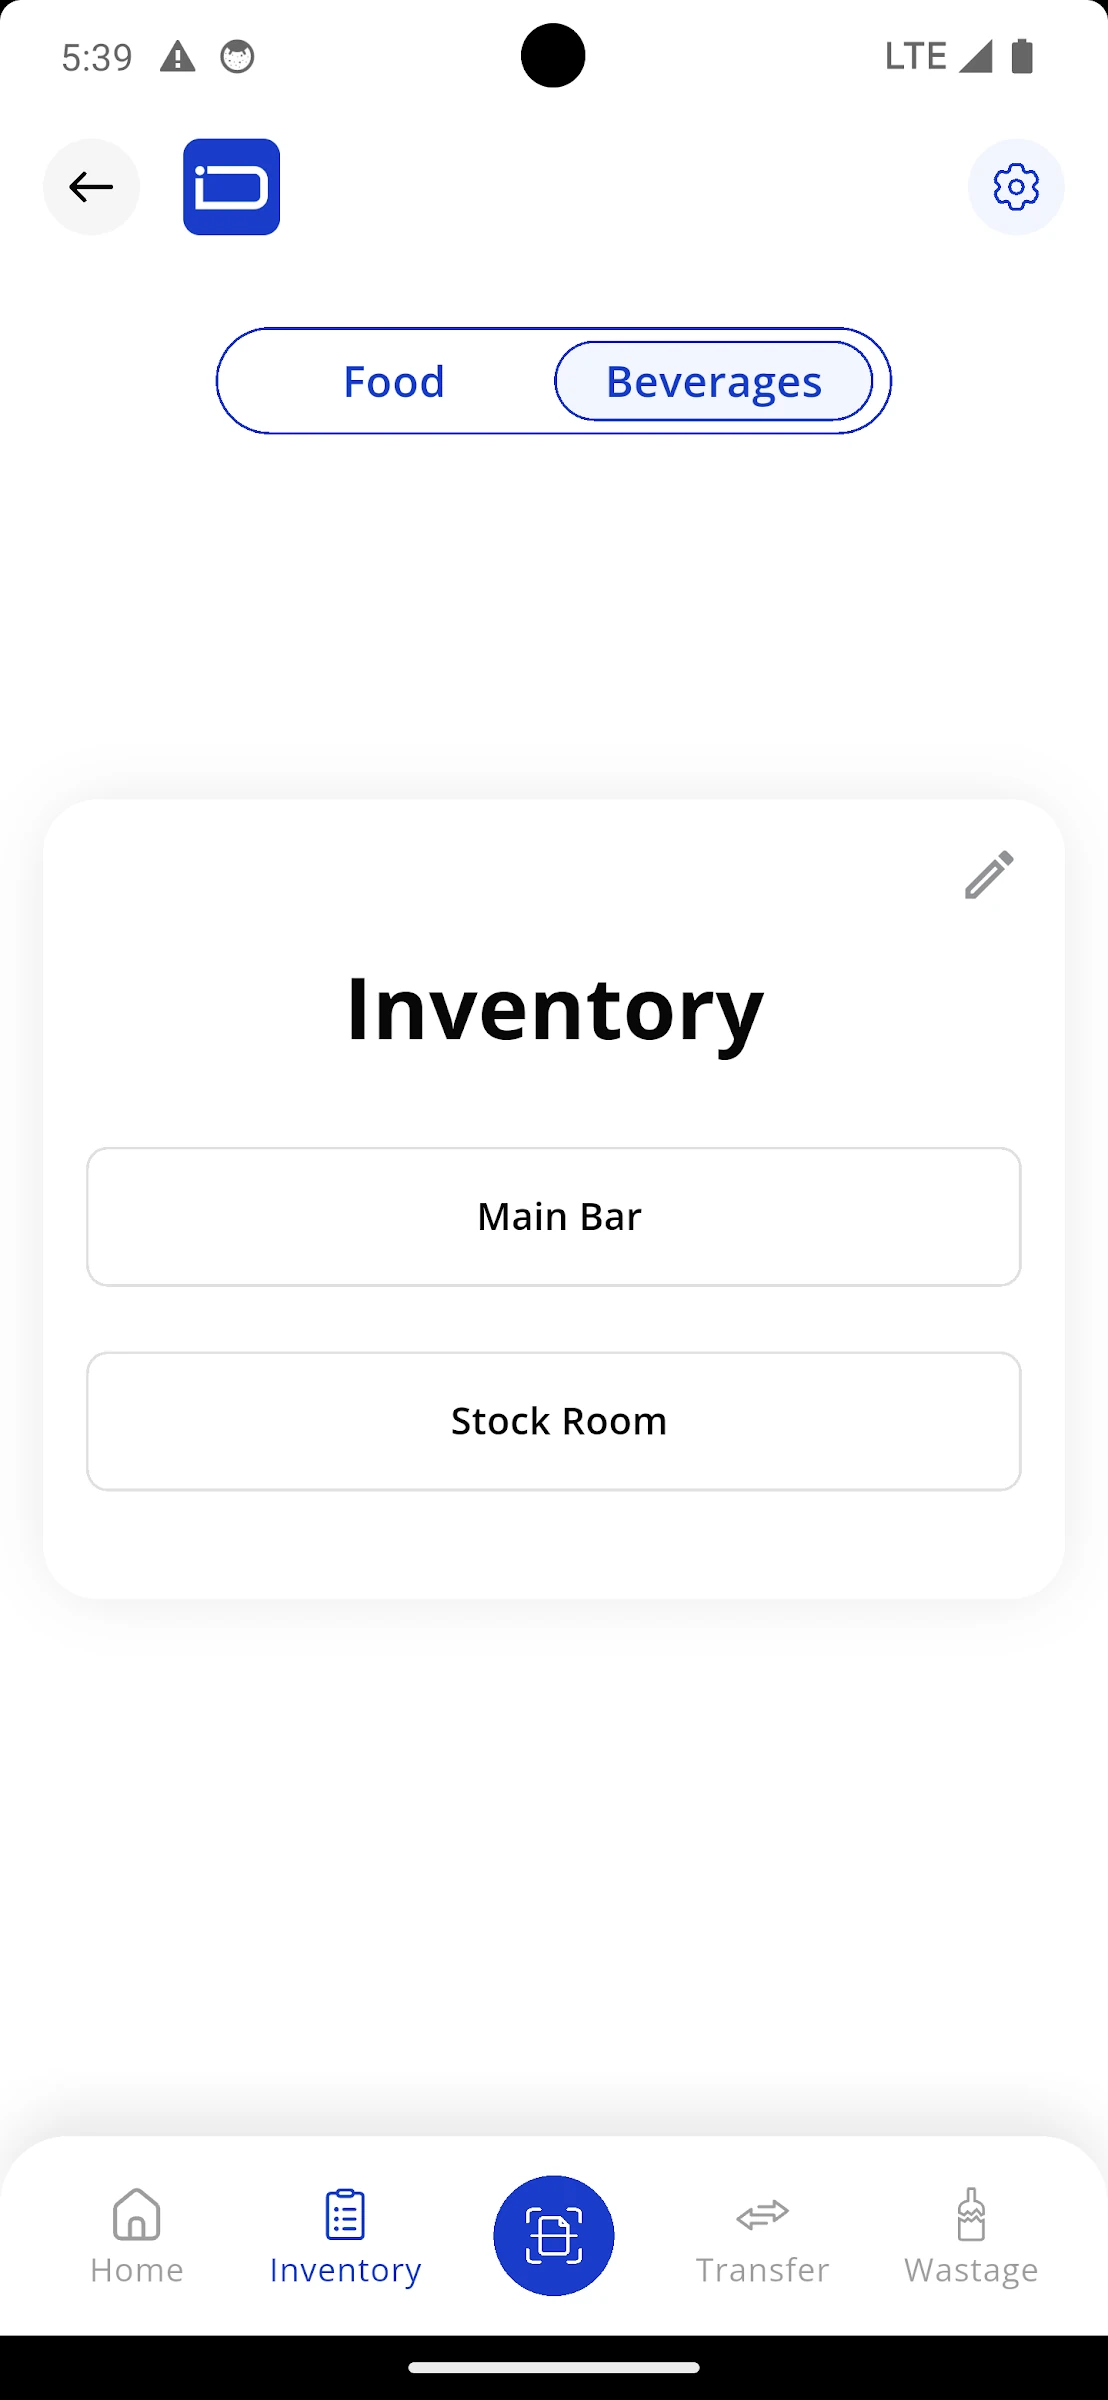 5:39
LTE
Food
Beverages
Inventory
Main Bar
Stock Room
Home
Inventory
Transfer
Wastage